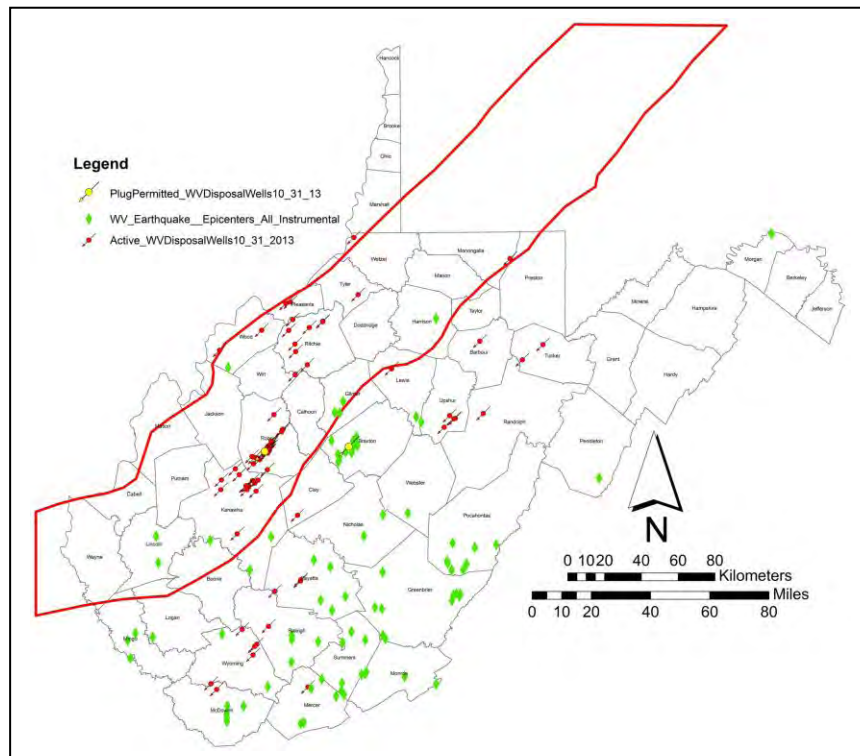 Hancock
Brooke
Ohio
Marshall
Legend
PlugPermitted_WVDisposalWells10_31_13
WV_Earthquake__Epicenters_All_Instrumental
Active_WVDisposalWells10_31_2013
Wetzel
Monongalia
Marion
Preston
Morgan
Berkeley
Jefferson
Mineral
Hampshire
Tyler
Pleasants
Doddridge
Harrison
Taylor
Wood
Ritchie
Barbour
Tucker
Grant
Hardy
Wirt
Lewis
Gilmer
Upshur
Calhoun
Randolph
Jackson
Mason
Roane
Braxton
Pendleton
Putnam
Cabell
Clay
Webster
Kanawha
Nicholas
Pocahontas
Wayne
Lincoln
Boone
Fayette
Greenbrier
Logan
Mingo
Raleigh
Summers
Wyoming
Monroe
McDowell
Mercer
N
0 10 20 40 60 80
Kilometers
Miles
0 10 20 40 60 80